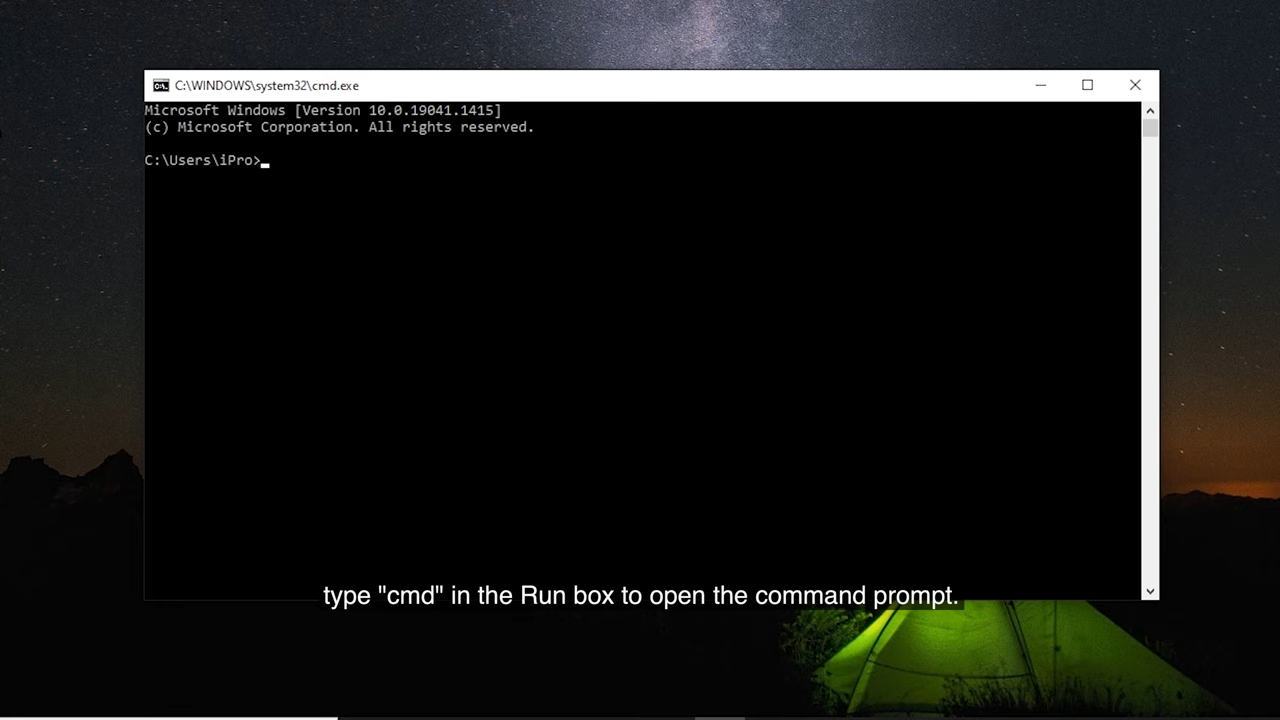 C:\WINDOWS\system32\cmd.exe
Microsoft Windows [Version 10.0.19041.1415]
(c) Microsoft Corporation. All rights reserved.
C:\Users\iPro>
type "cmd" in the Run box to open the command prompt.